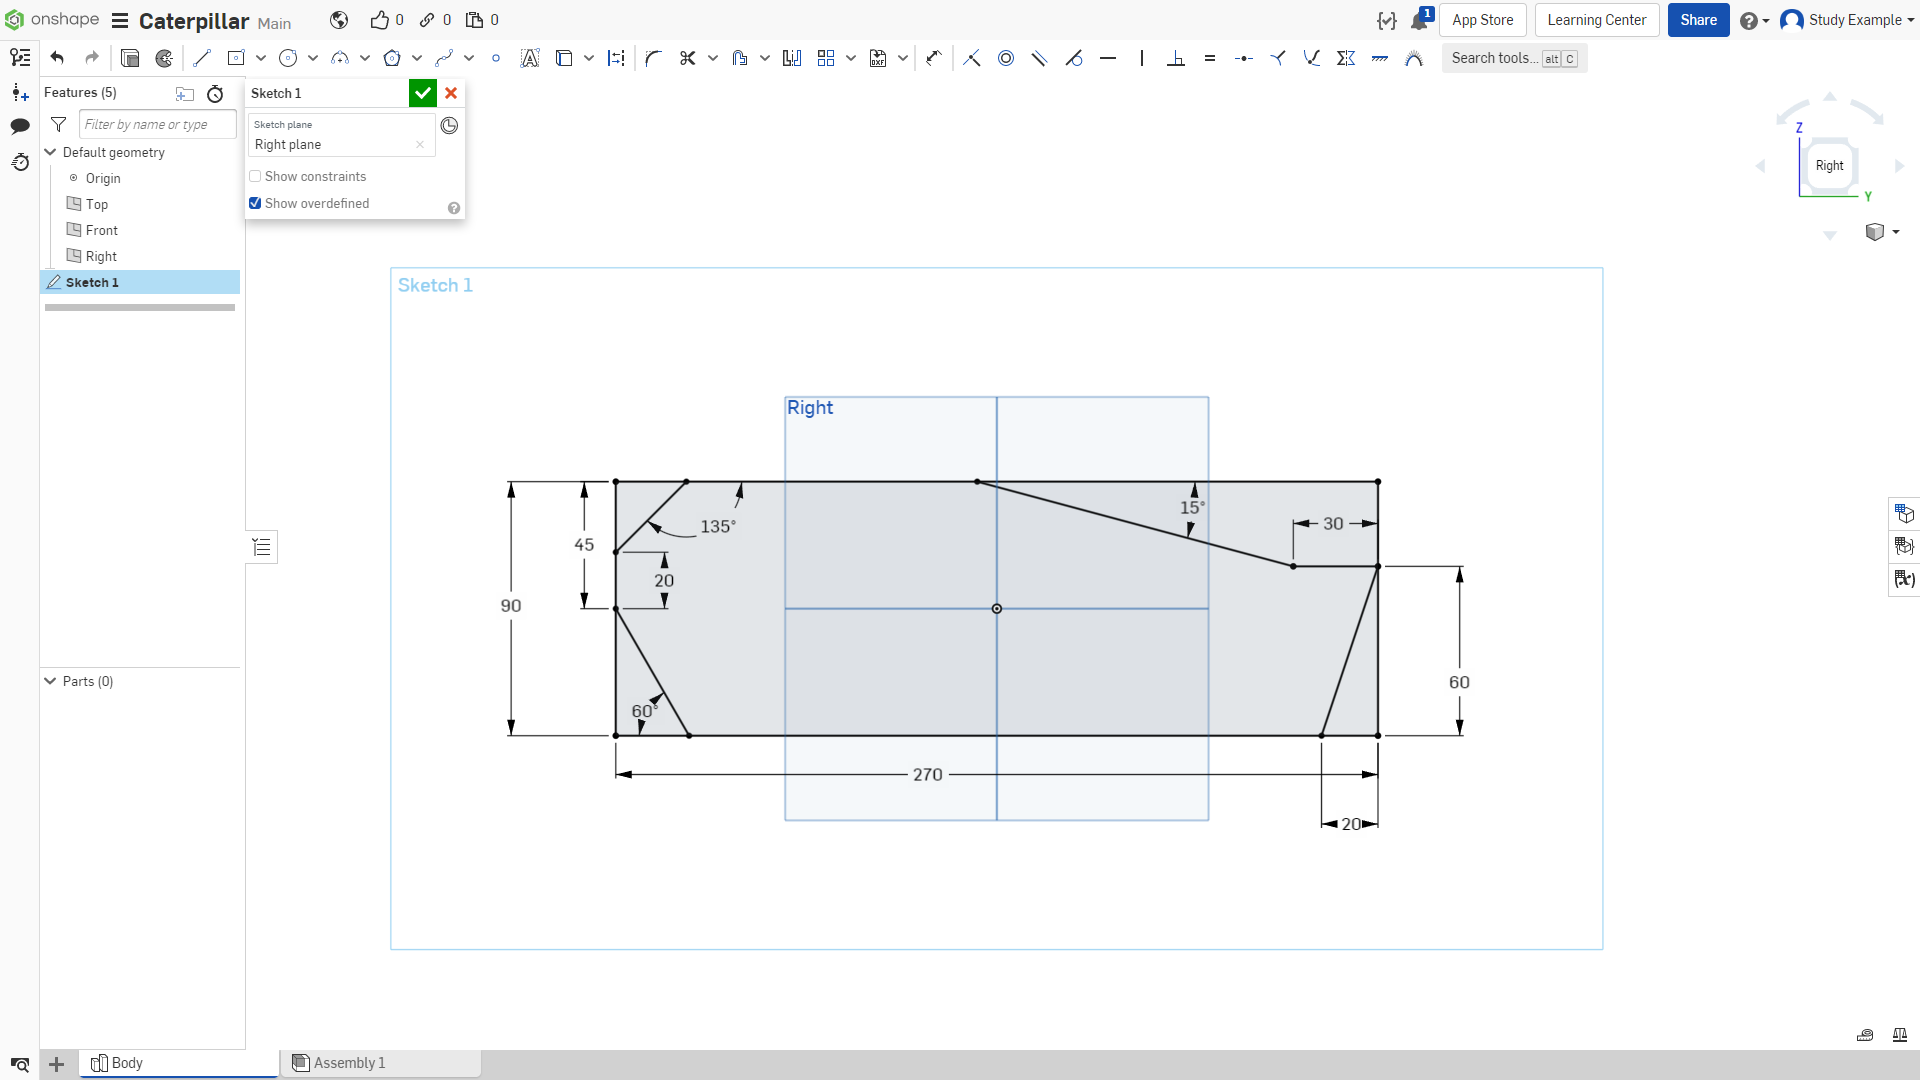 onshape Caterpillar Main 0 0 0 1 App Store Learning Center Share Study Example
Search tools... alt C
Features (5)
Filter by name or type
Default geometry
Origin
Top
Front
Right
Sketch 1
Parts (0)
Sketch 1
Sketch plane
Right plane
Show constraints
Show overdefined
Z
Right
Y
Sketch 1
Right
15°
30
135°
45
20
90
60
60°
270
20
Body
Assembly 1